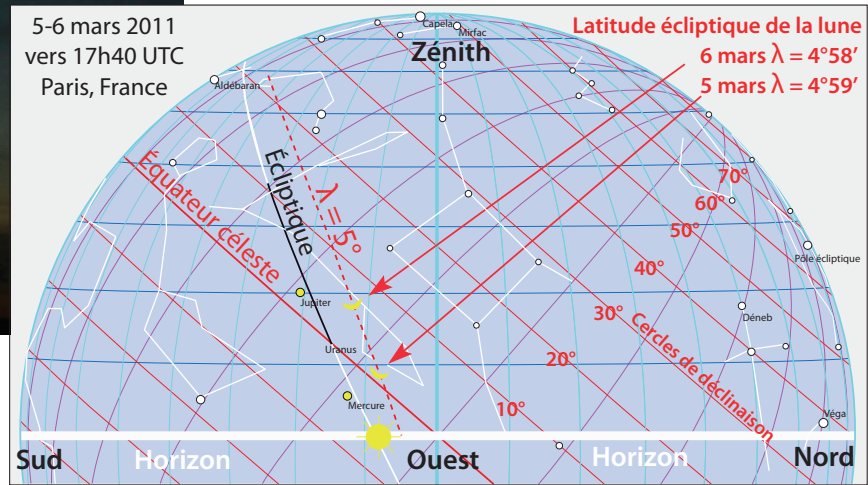 5-6 mars 2011
vers 17h40 UTC
Paris, France
Capela
Mirfac
Zénith
Latitude écliptique de la lune
6 mars λ = 4°58’
5 mars λ = 4°59’
Aldébaran
Équateur céleste
Écliptique
λ = 5°
70°
60°
50°
40°
30°
20°
10°
Cercles de déclinaison
Pôle écliptique
Jupiter
Déneb
Uranus
Mercure
Véga
Sud
Horizon
Ouest
Horizon
Nord